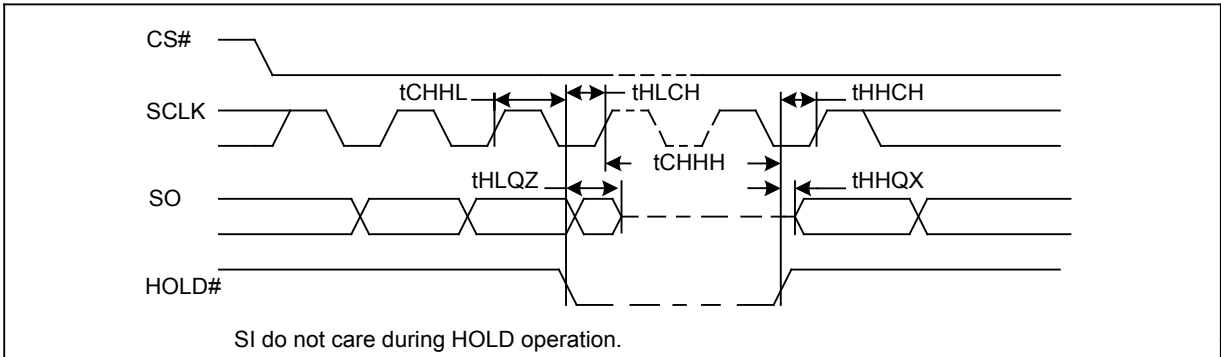 CS#
tCHHL
tHLCH
tHHCH
SCLK
tCHHH
tHLQZ
tHHQX
SO
HOLD#
SI do not care during HOLD operation.